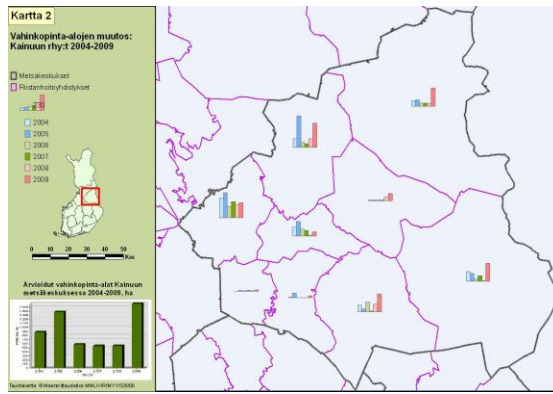 Kartta 2
Vahinkopinta-alojen muutos:
Kainuun rhy:t 2004-2009
Metsäkeskukset
Riistanhoitoyhdistykset
230
2004
2005
2006
2007
2008
2009
0 10 20 30 40 50
Km
Arvioidut vahinkopinta-alat Kainuun
metsäkeskuksessa 2004-2009, ha